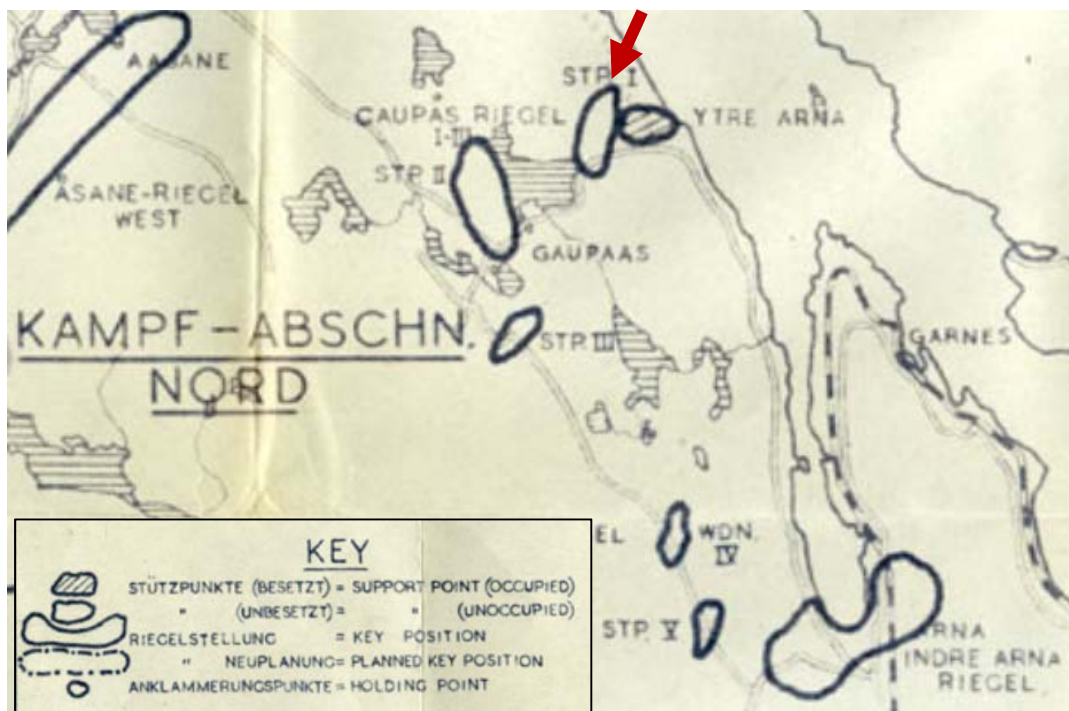 AASANE
STP. I
CAUPAS RIEGEL
I-III
YTRE ARNA
STP. II
ÅSANE-RIEGEL
WEST
GAUPAAS
KAMPF-ABSCHN.
NORD
STP. III
GARNES
EL
WDN.
IV
STP. V
ARNA
INDRE ARNA
RIEGEL
KEY
STÜTZPUNKTE (BESETZT) = SUPPORT POINT (OCCUPIED)
" (UNBESETZT) = " (UNOCCUPIED)
RIEGELSTELLUNG = KEY POSITION
" NEUPLANUNG = PLANNED KEY POSITION
ANKLAMMERUNGSPUNKTE = HOLDING POINT